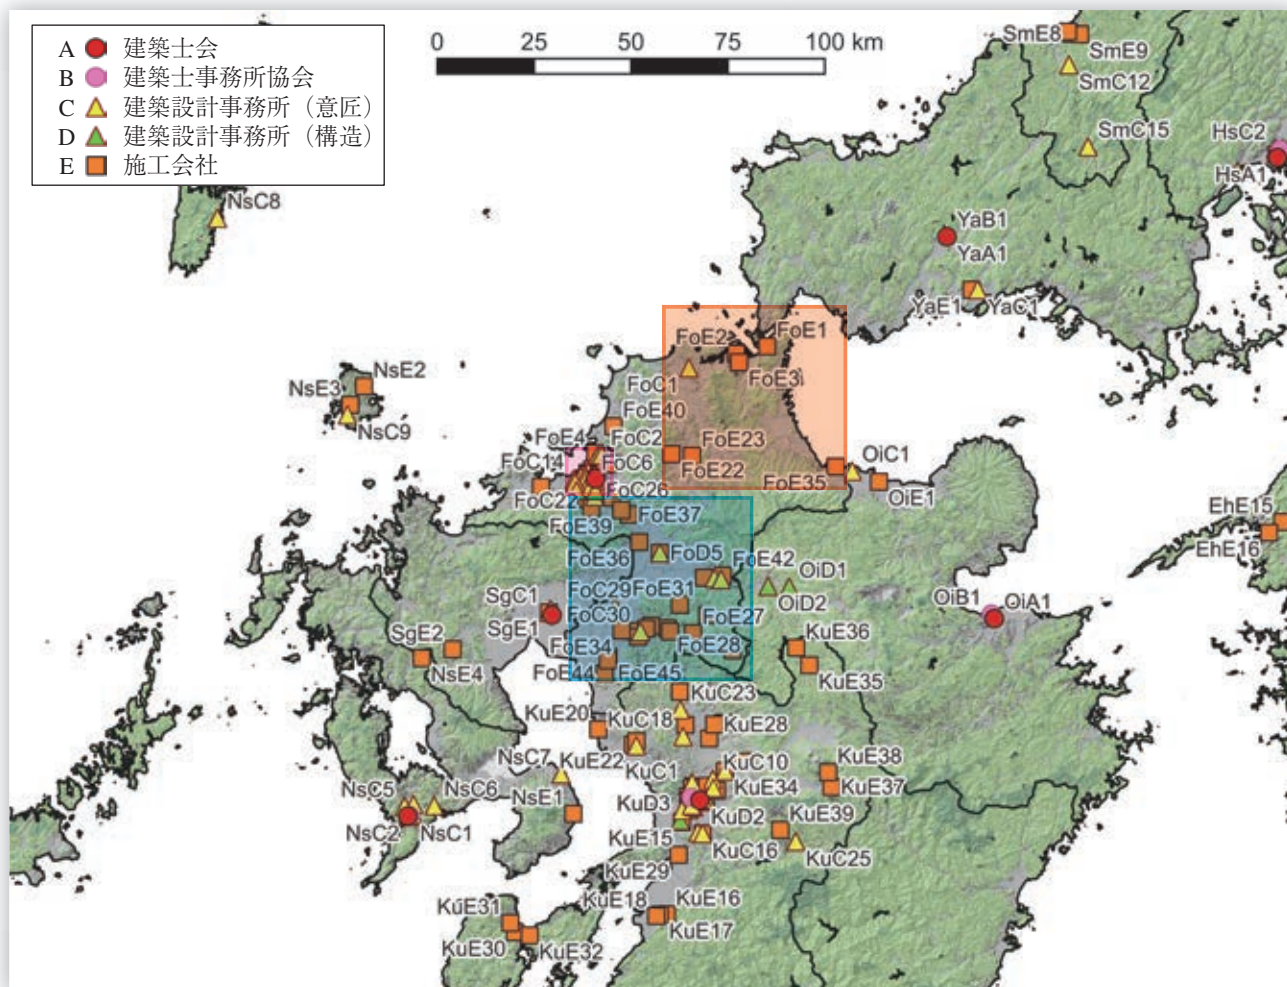 A 建築士会
B 建築士事務所協会
C 建築設計事務所（意匠）
D 建築設計事務所（構造）
E 施工会社
0 25 50 75 100 km
SmE8
SmE9
SmC12
SmC15
HsC2
HsA1
NsC8
YaB1
YaA1
YaE1
YaC1
FoE2
FoE1
FoC1
FoE3
NsE2
NsE3
NsC9
FoE40
FoE4
FoC2
FoE23
FoC14
FoC6
FoE22
OiC1
FoE35
OiE1
FoC22
FoC26
FoE39
FoE37
EhE15
EhE16
FoE36
FoD5
FoE42
OiD1
SgC1
FoC29
FoE31
OiD2
OiB1
OiA1
FoC30
FoE27
SgE1
SgE2
FoE34
FoE28
KuE36
NsE4
FoE44
FoE45
KuE35
KuC23
KuE20
KuC18
KuE28
NsC7
KuE22
KuC10
KuE38
KuC1
KuE34
KuE37
NsC5
NsC6
NsE1
KuD3
KuD2
KuE39
NsC2
NsC1
KuE15
KuC16
KuC25
KuE29
KuE31
KuE18
KuE16
KuE17
KuE30
KuE32